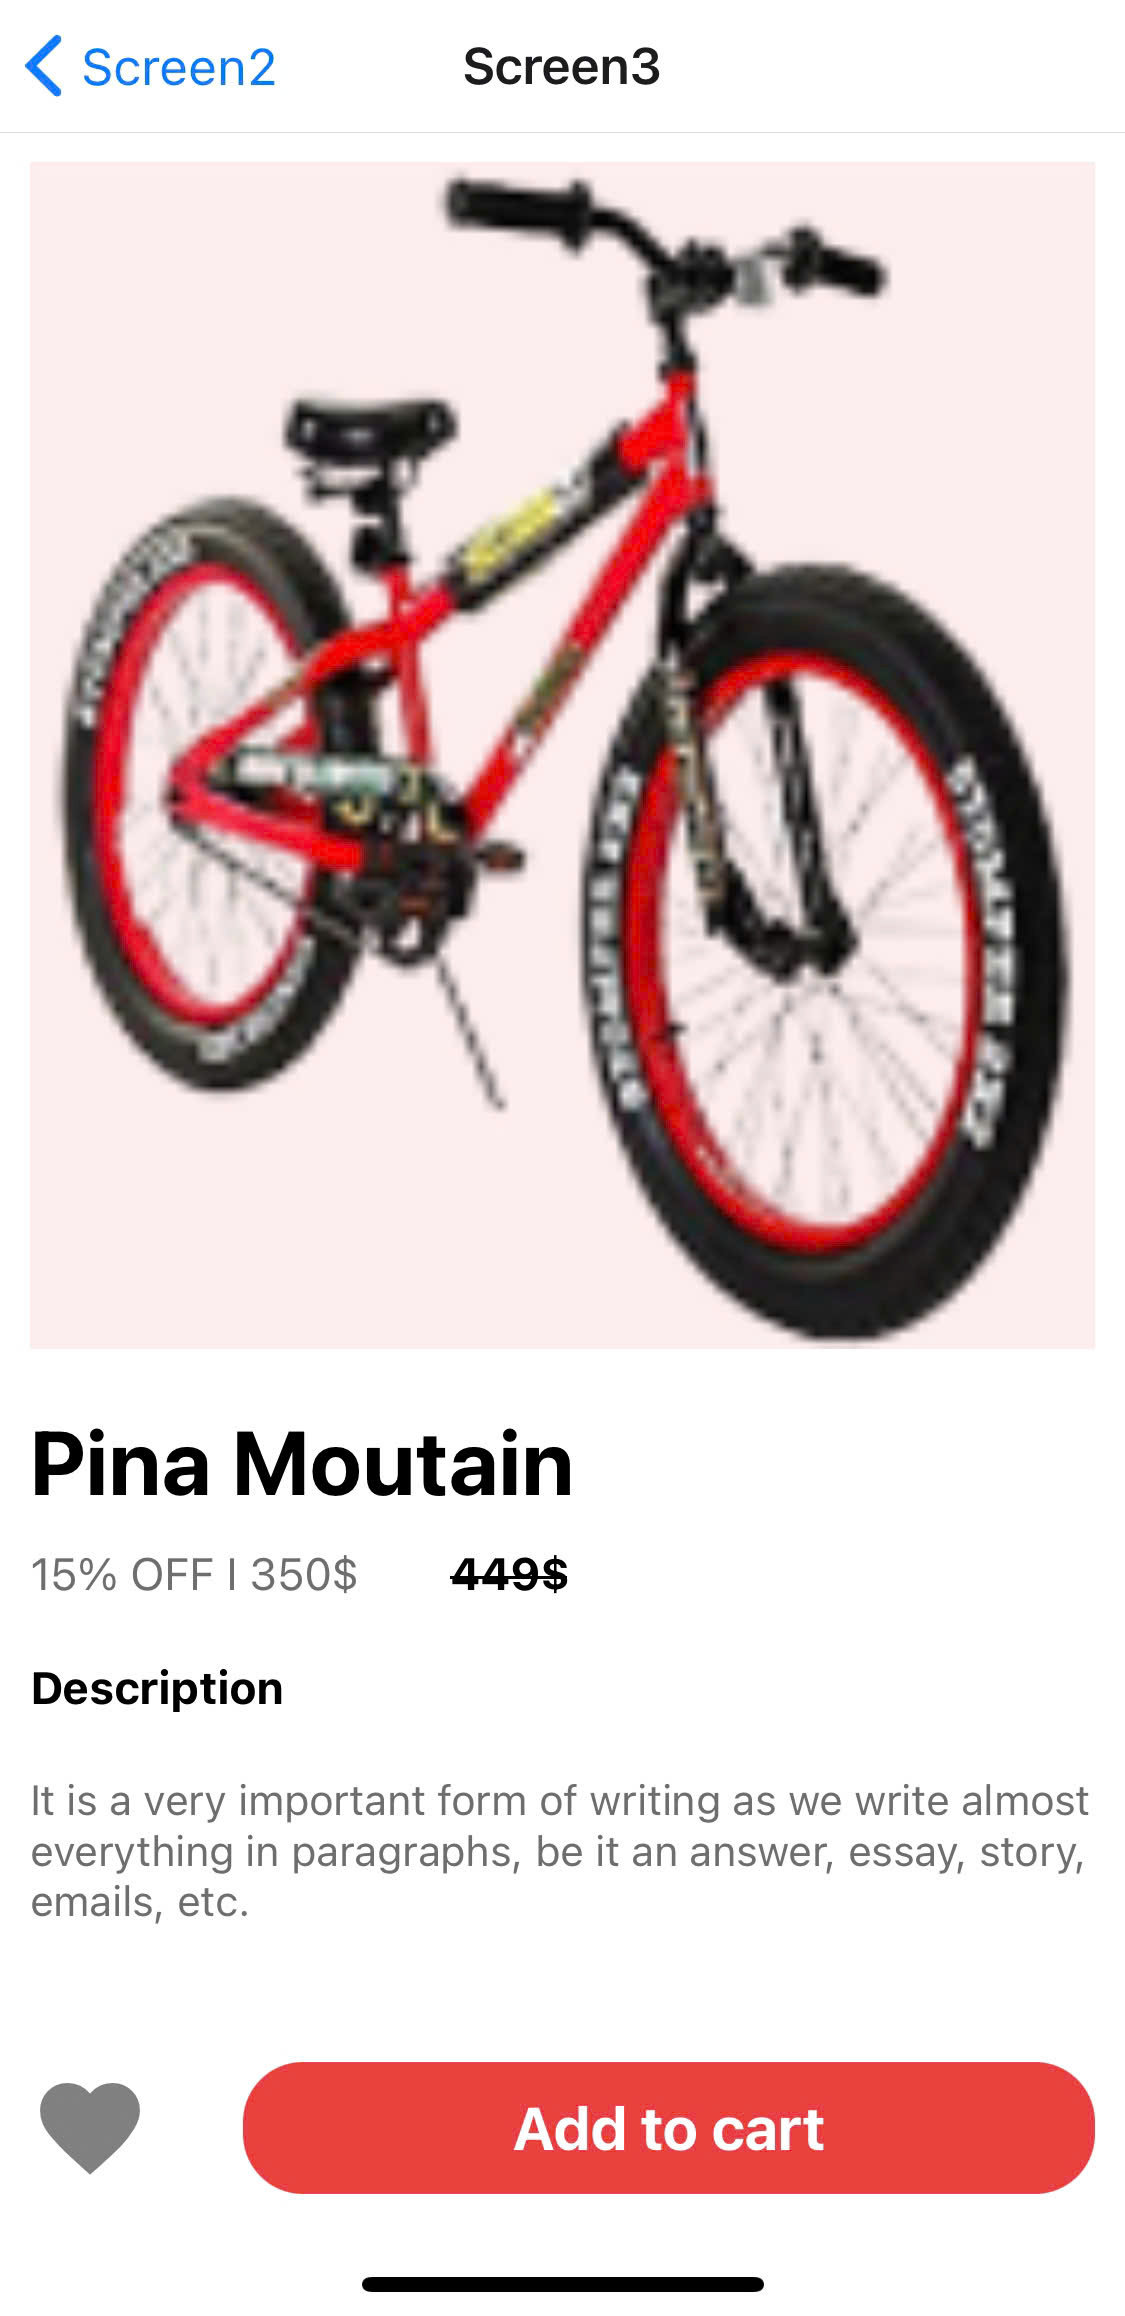 Screen2
Screen3
Pina Moutain
15% OFF I 350$
449$
Description
It is a very important form of writing as we write almost
everything in paragraphs, be it an answer, essay, story,
emails, etc.
Add to cart